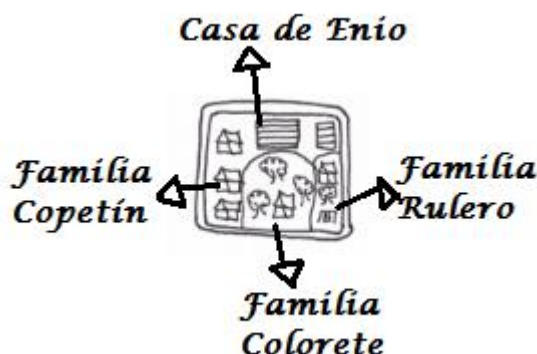 Casa de Enio
Familia
Copetín
Familia
Rulero
Familia
Colorete